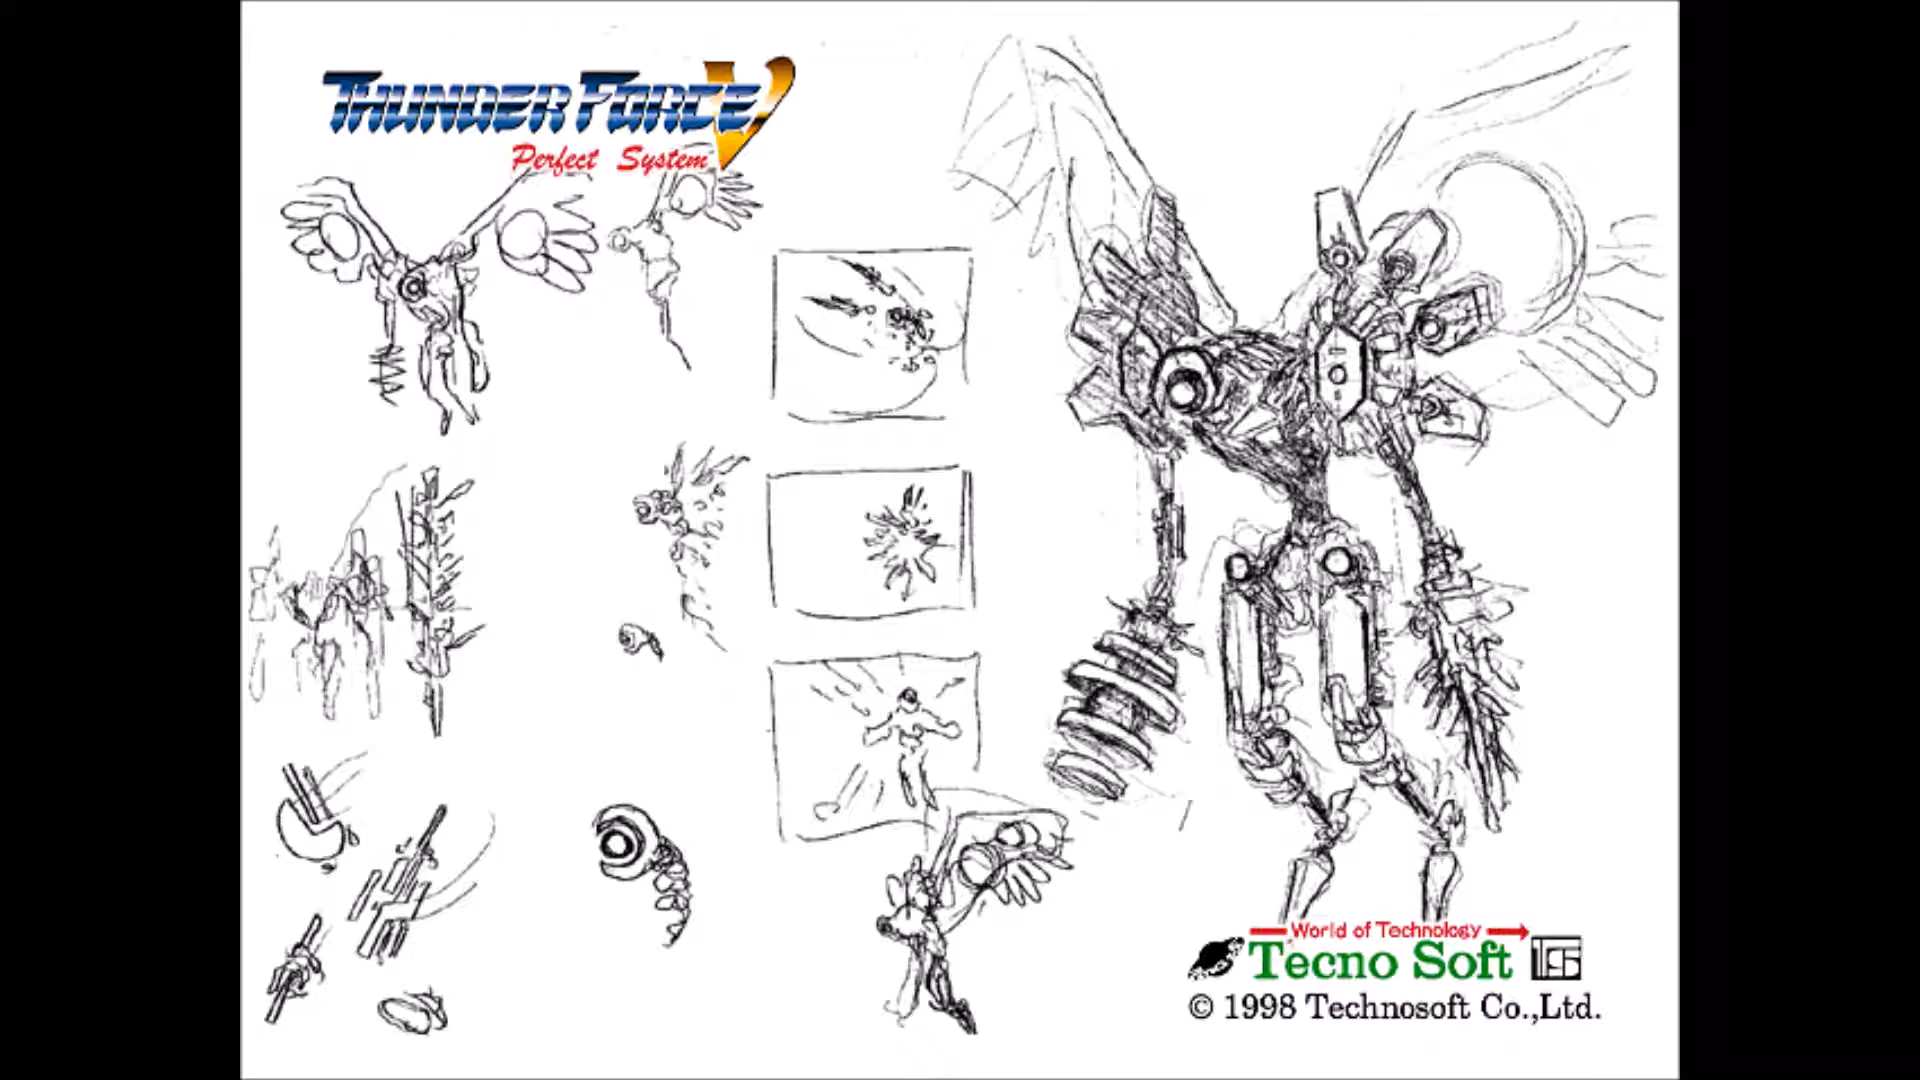 THUNDER FORCE V
Perfect System
World of Technology
Tecno Soft
© 1998 Technosoft Co.,Ltd.